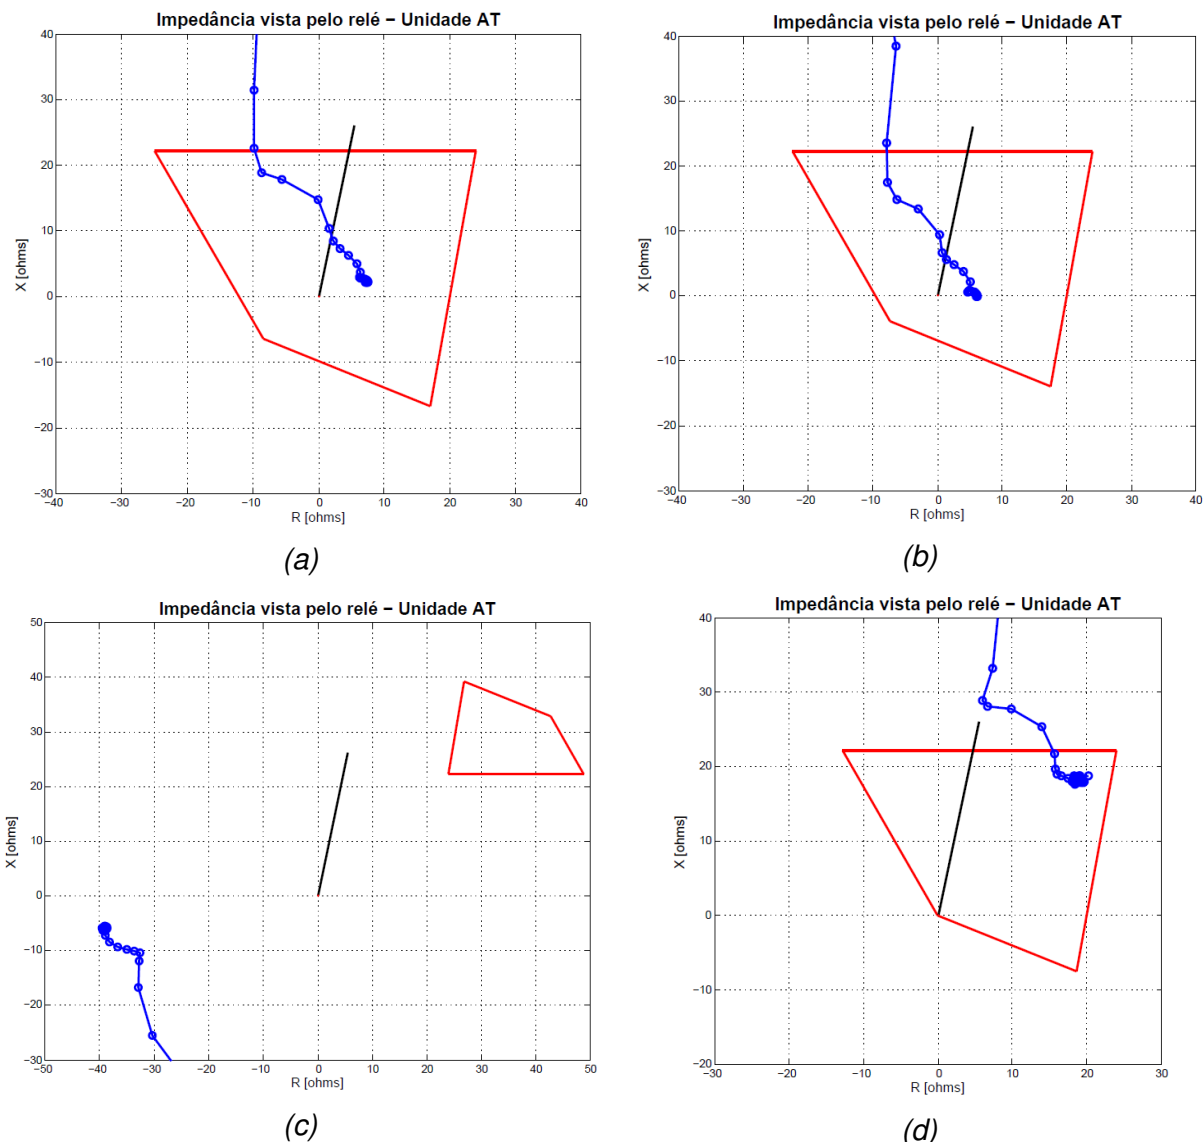 Impedância vista pelo relé − Unidade AT
40
30
20
10
0
−10
−20
−30
X [ohms]
−40 −30 −20 −10 0 10 20 30 40
R [ohms]
(a)
Impedância vista pelo relé − Unidade AT
40
30
20
10
0
−10
−20
−30
X [ohms]
−40 −30 −20 −10 0 10 20 30 40
R [ohms]
(b)
Impedância vista pelo relé − Unidade AT
50
40
30
20
10
0
−10
−20
−30
X [ohms]
−50 −40 −30 −20 −10 0 10 20 30 40 50
R [ohms]
(c)
Impedância vista pelo relé − Unidade AT
40
30
20
10
0
−10
−20
X [ohms]
−30 −20 −10 0 10 20 30
R [ohms]
(d)